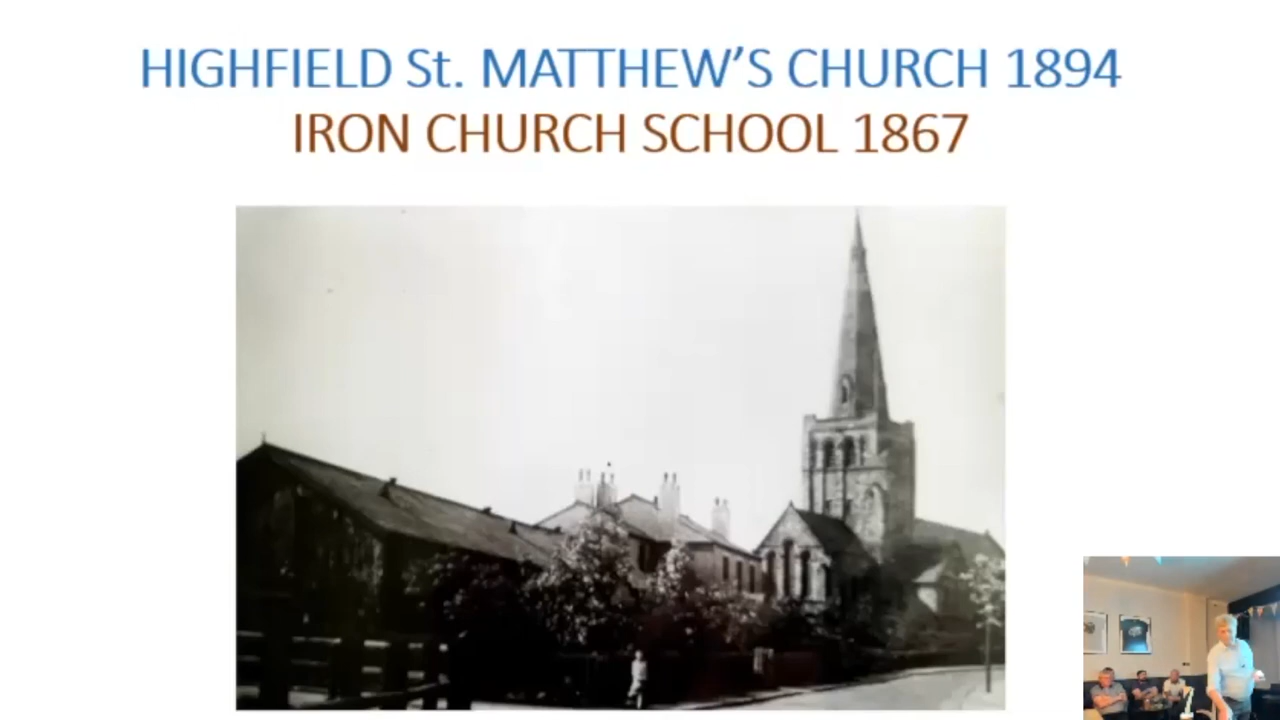 HIGHFIELD St. MATTHEW’S CHURCH 1894
IRON CHURCH SCHOOL 1867